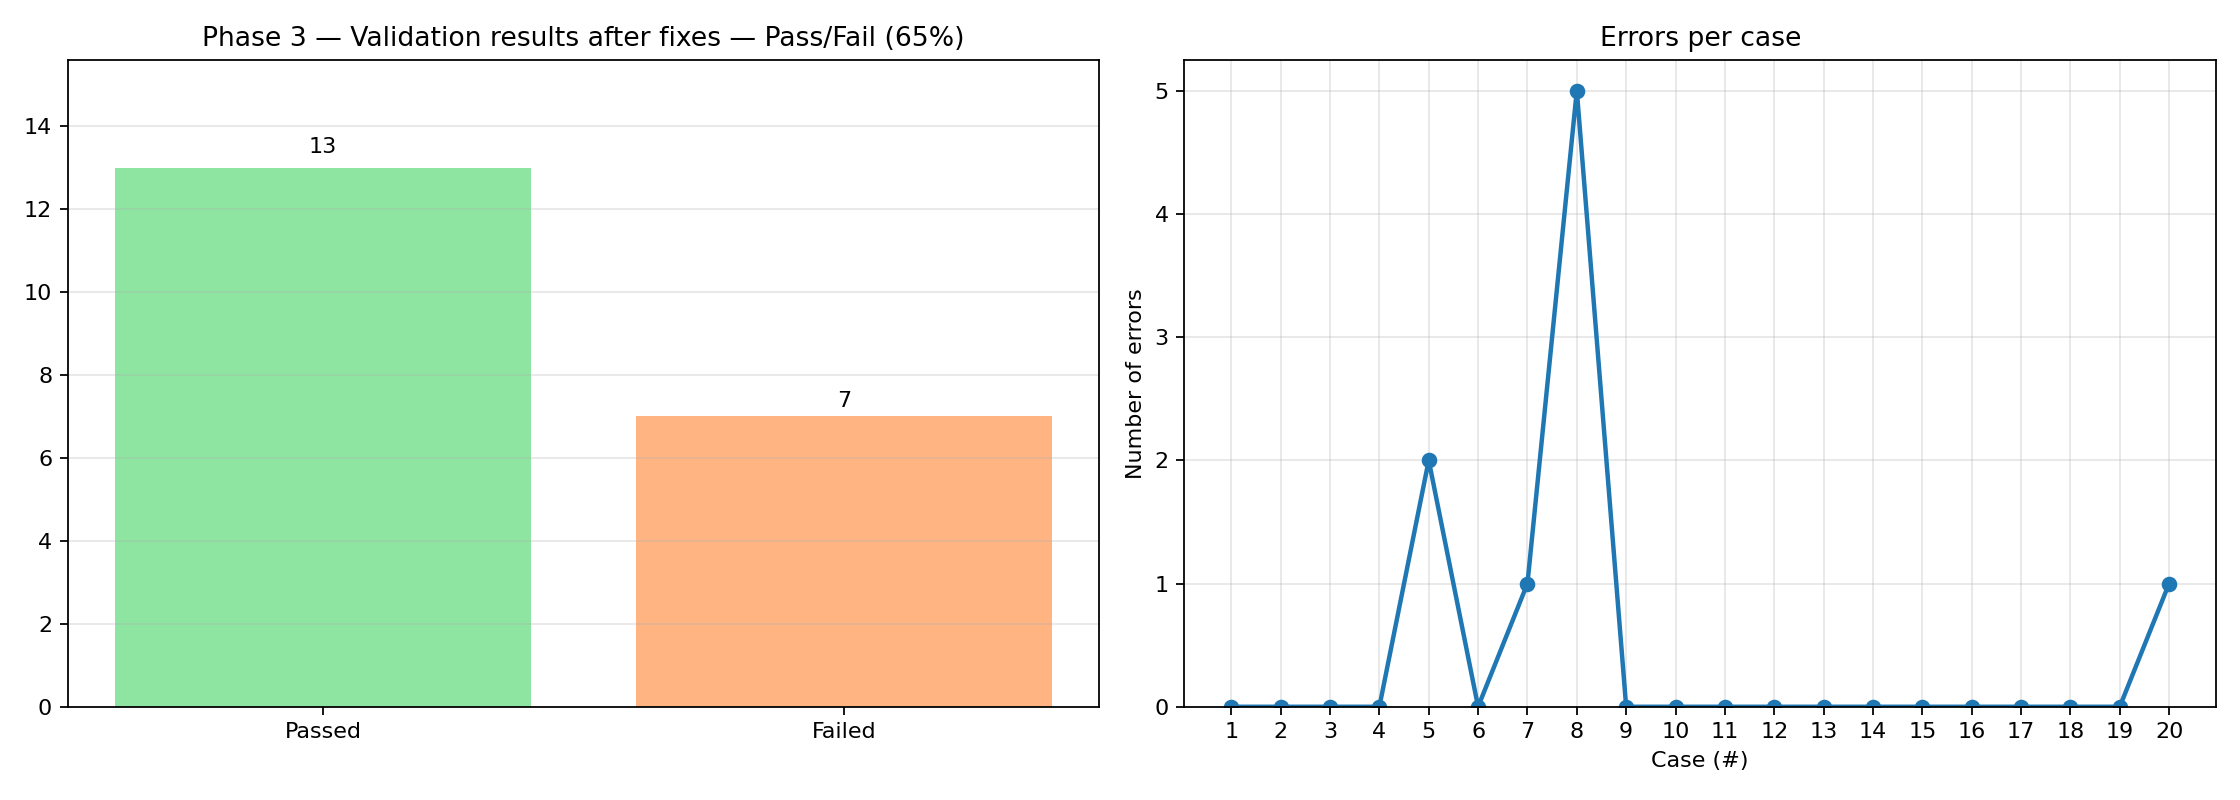 Phase 3 — Validation results after fixes — Pass/Fail (65%)
14
12
10
8
6
4
2
0
13
7
Passed Failed
Errors per case
Number of errors
5
4
3
2
1
0
1 2 3 4 5 6 7 8 9 10 11 12 13 14 15 16 17 18 19 20
Case (#)